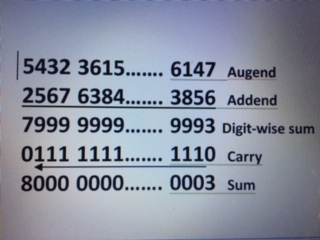 5432 3615....... 6147 Augend
2567 6384....... 3856 Addend
7999 9999....... 9993 Digit-wise sum
0111 1111....... 1110 Carry
8000 0000....... 0003 Sum